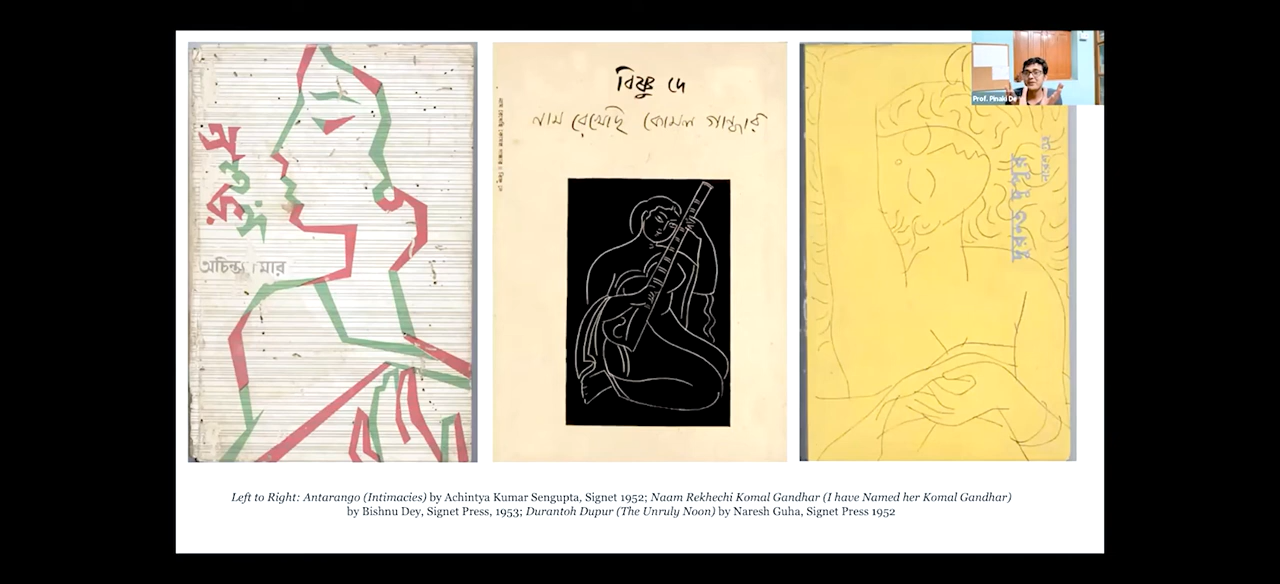 Prof. Pinaki De
অন্তরঙ্গ
অচিন্ত্য
মার
বিষ্ণু দে
নাম রেখেছি কোমল গান্ধার
দুরন্ত দুপুর
Left to Right: Antarango (Intimacies) by Achintya Kumar Sengupta, Signet 1952; Naam Rekhechi Komal Gandhar (I have Named her Komal Gandhar)
by Bishnu Dey, Signet Press, 1953; Durantoh Dupur (The Unruly Noon) by Naresh Guha, Signet Press 1952